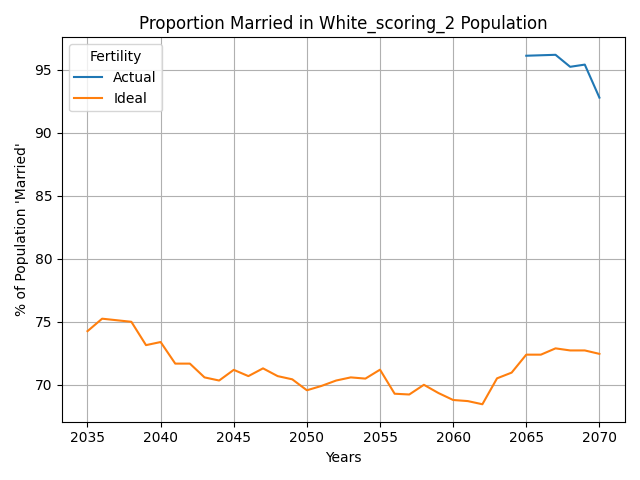 Proportion Married in White_scoring_2 Population
Fertility
Actual
Ideal
% of Population 'Married'
95
90
85
80
75
70
2035 2040 2045 2050 2055 2060 2065 2070
Years